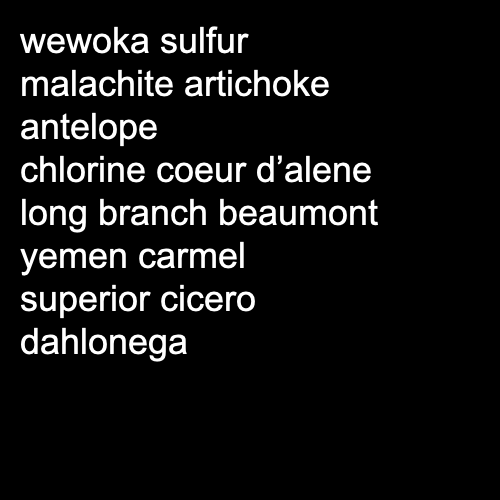 wewoka sulfur
malachite artichoke
antelope
chlorine coeur d’alene
long branch beaumont
yemen carmel
superior cicero
dahlonega